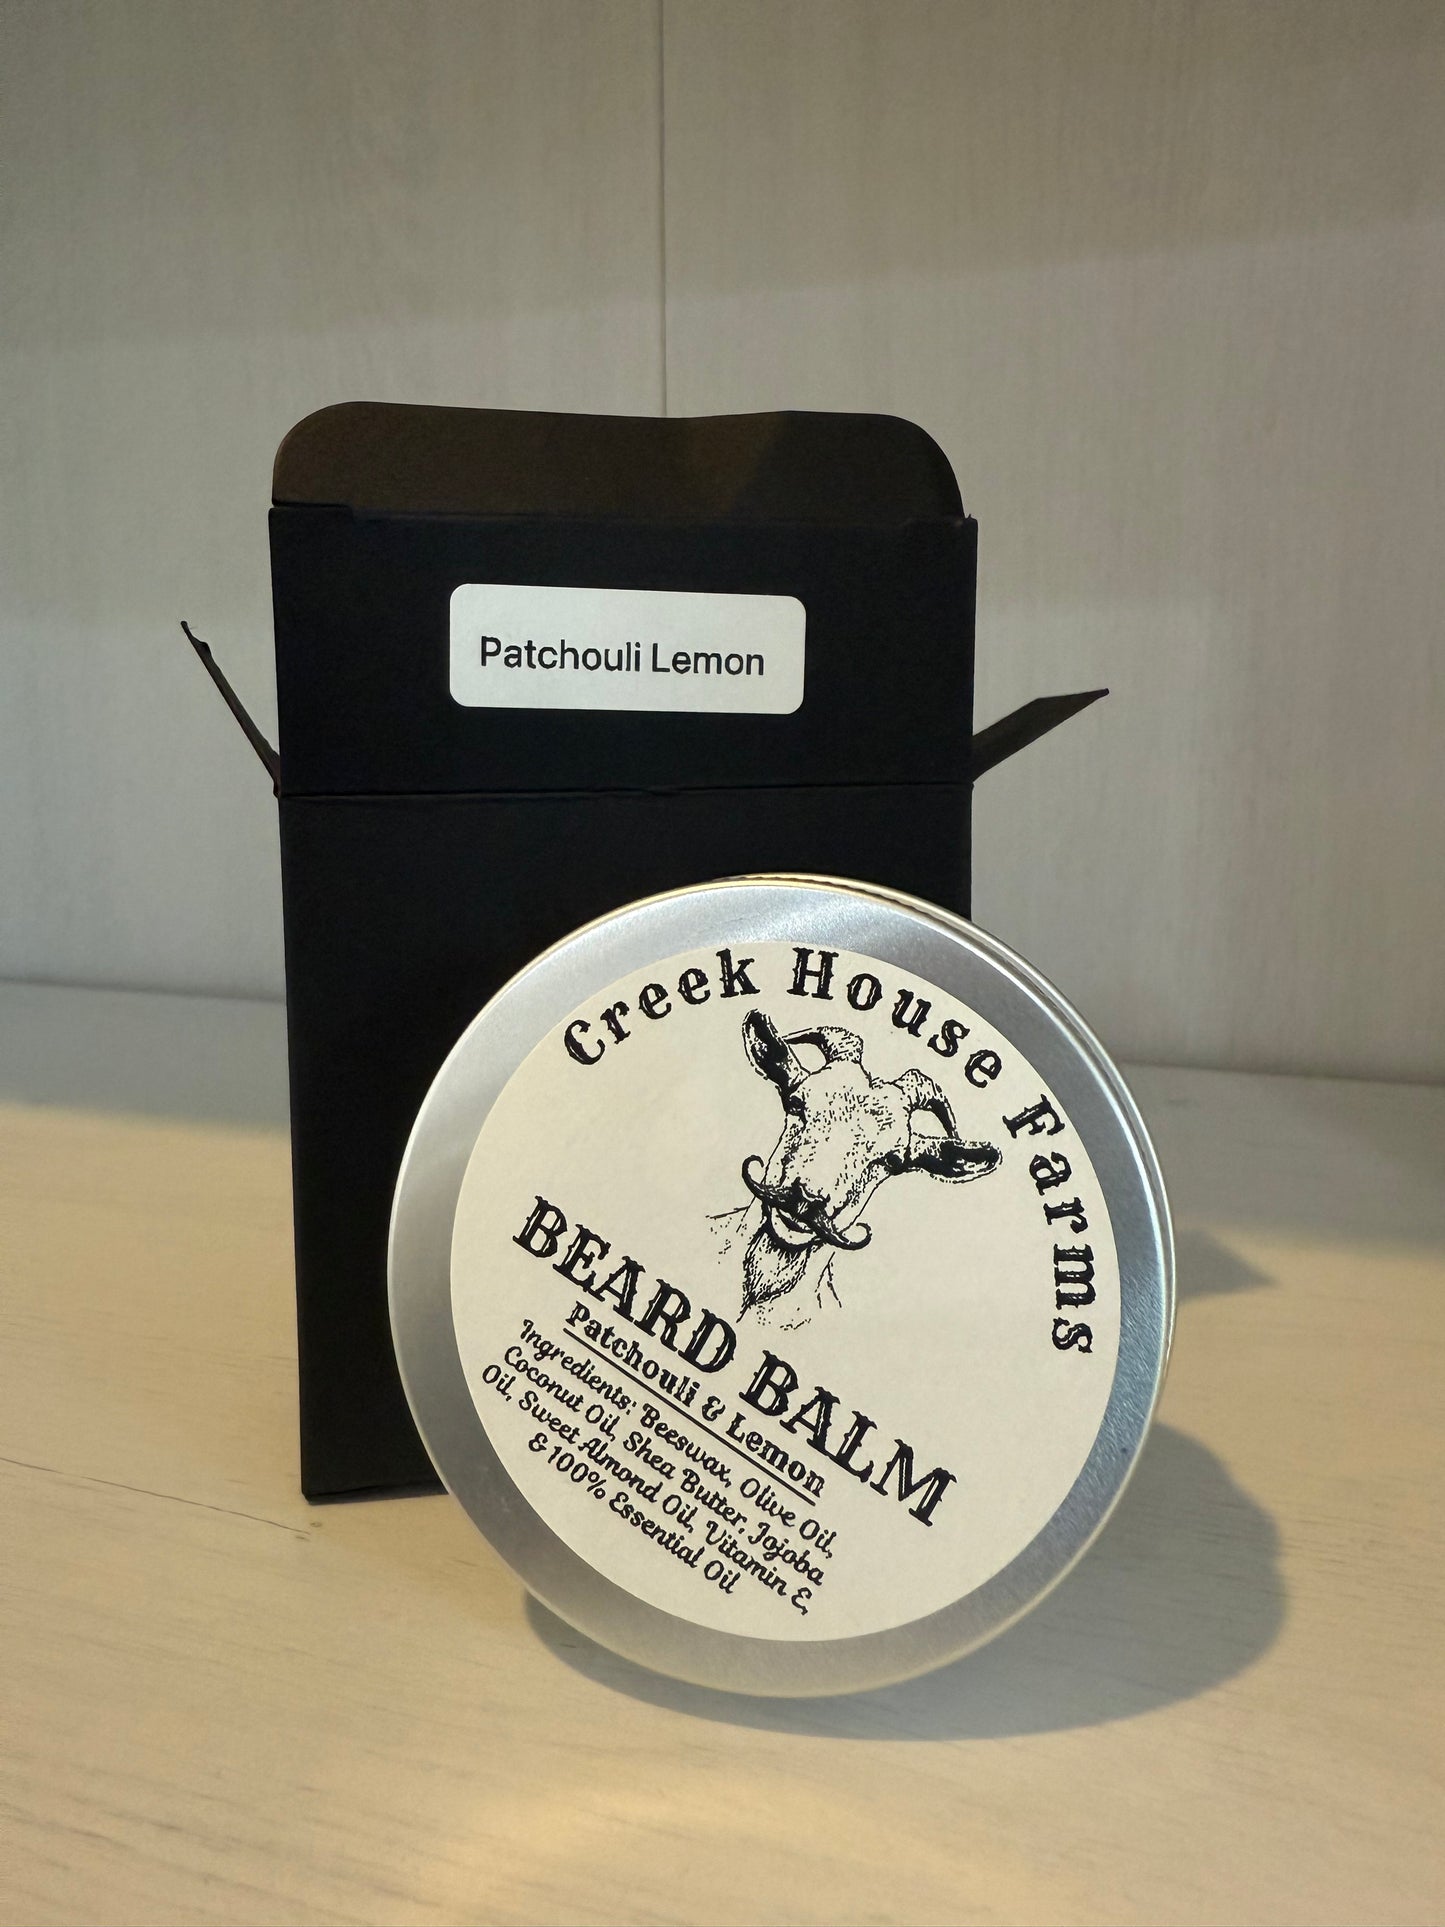 Patchouli Lemon
Creek House Farms
BEARD BALM
Patchouli & Lemon
Ingredients: Beeswax, Olive Oil,
Coconut Oil, Shea Butter, Jojoba
Oil, Sweet Almond Oil, Vitamin E,
& 100% Essential Oil